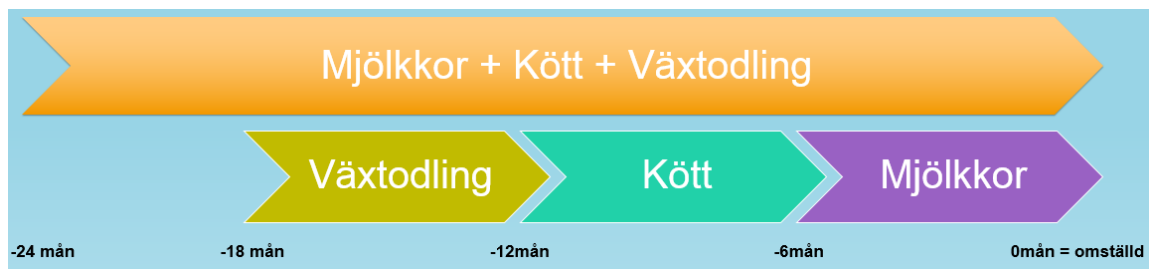 Mjölkkor + Kött + Växtodling
Växtodling
Kött
Mjölkkor
-24 mån
-18 mån
-12mån
-6mån
0mån = omställd